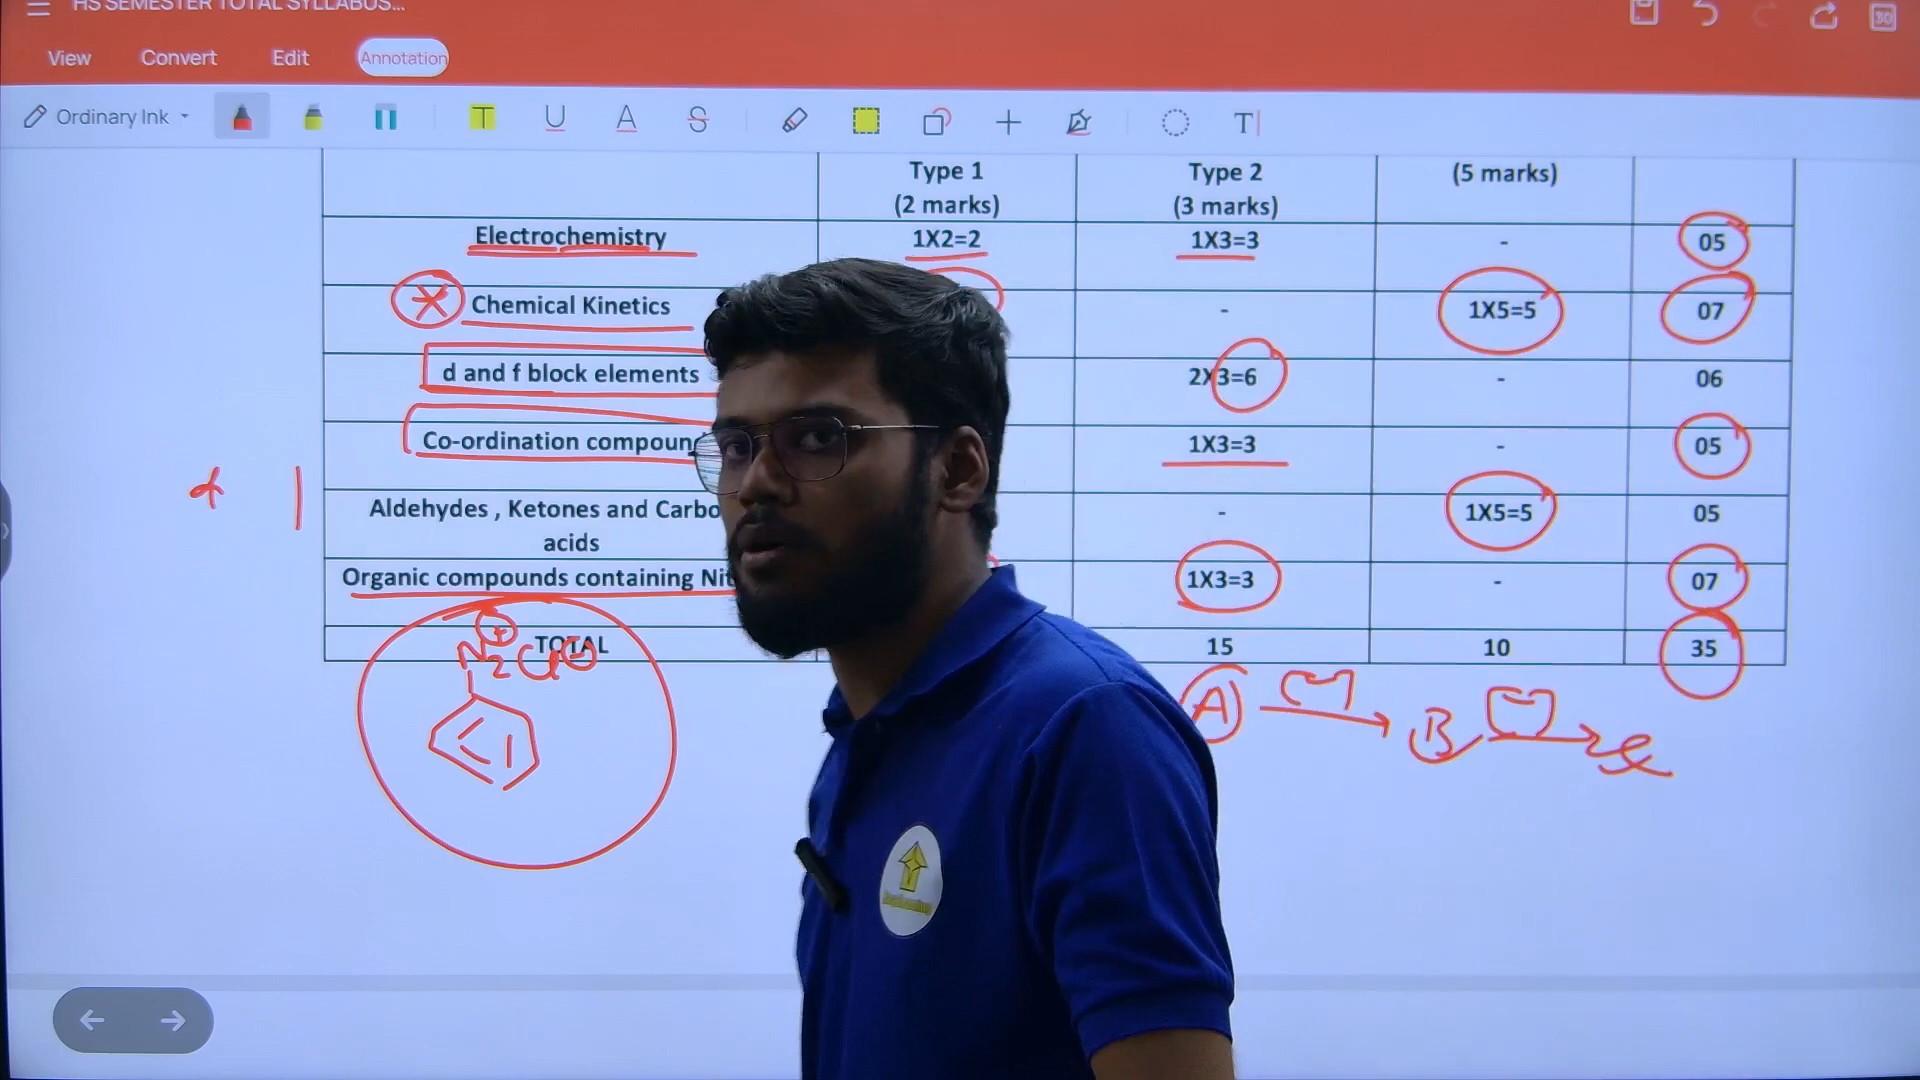 HS SEMESTER TOTAL SYLLABUS...
30
View Convert Edit Annotation
Ordinary Ink T U A S T
Type 1 Type 2 (5 marks)
(2 marks) (3 marks)
Electrochemistry 1X2=2 1X3=3 - 05
Chemical Kinetics - 1X5=5 07
d and f block elements 2X3=6 - 06
Co-ordination 1X3=3 - 05
Aldehydes , Ketones and - 1X5=5 05
acids
Organic compounds containing 1X3=3 - 07
TOTAL 15 10 35
N2Cl
A B